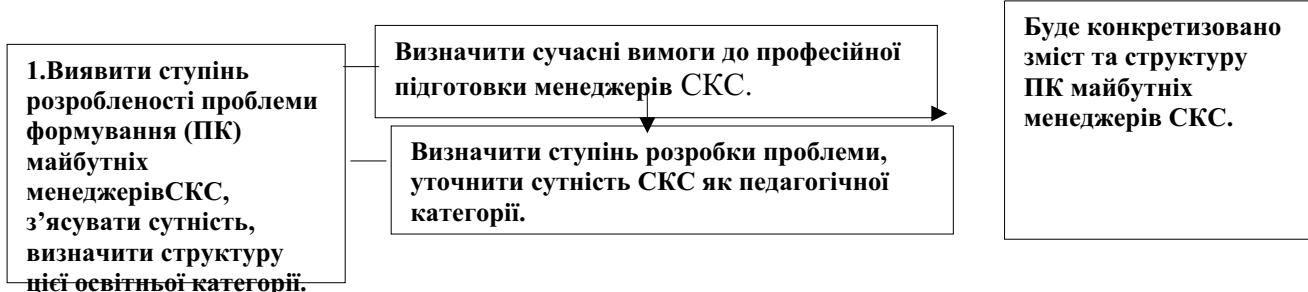 1.Виявити ступінь
розробленості проблеми
формування (ПК)
майбутніх
менеджерівСКС,
з’ясувати сутність,
визначити структуру
цієї освітньої категорії.
Визначити сучасні вимоги до професійної
підготовки менеджерів СКС.
Визначити ступінь розробки проблеми,
уточнити сутність СКС як педагогічної
категорії.
Буде конкретизовано
зміст та структуру
ПК майбутніх
менеджерів СКС.